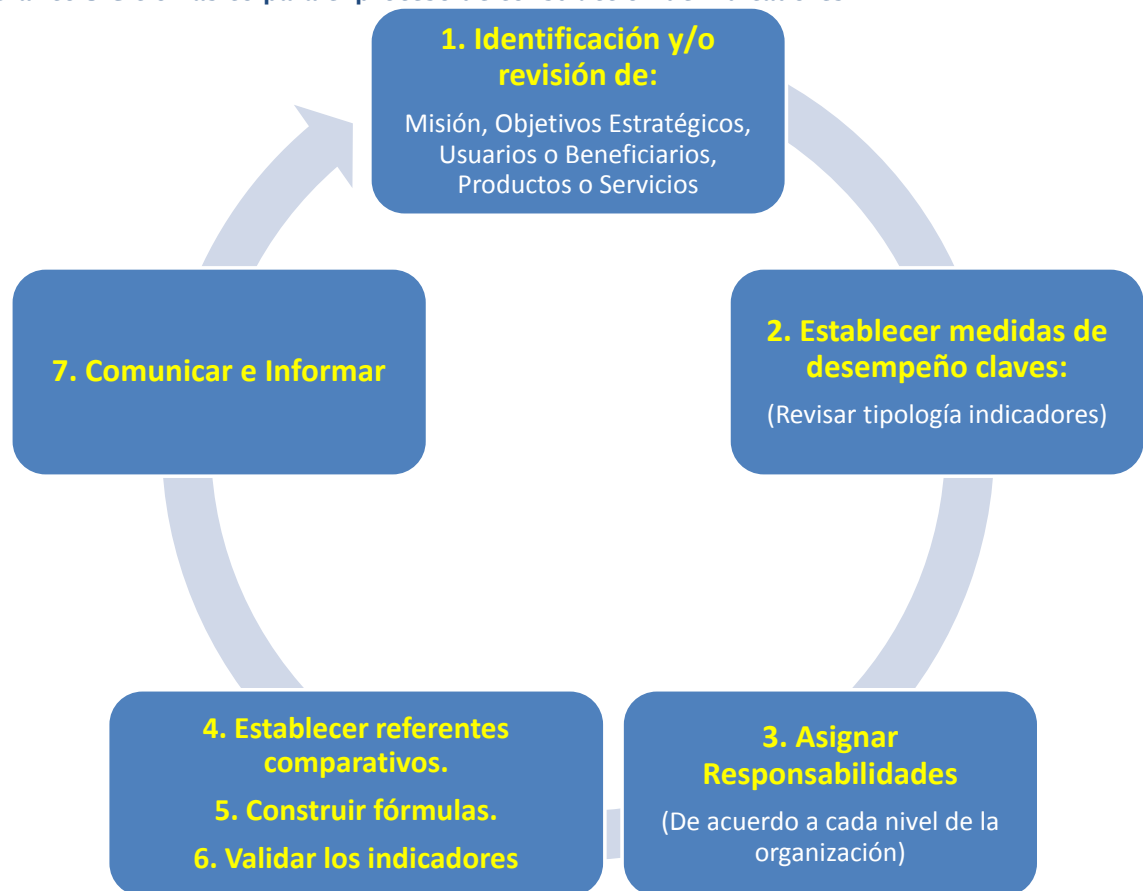 1. Identificación y/o
revisión de:
Misión, Objetivos Estratégicos,
Usuarios o Beneficiarios,
Productos o Servicios
2. Establecer medidas de
desempeño claves:
(Revisar tipología indicadores)
3. Asignar
Responsabilidades
(De acuerdo a cada nivel de la
organización)
4. Establecer referentes
comparativos.
5. Construir fórmulas.
6. Validar los indicadores
7. Comunicar e Informar